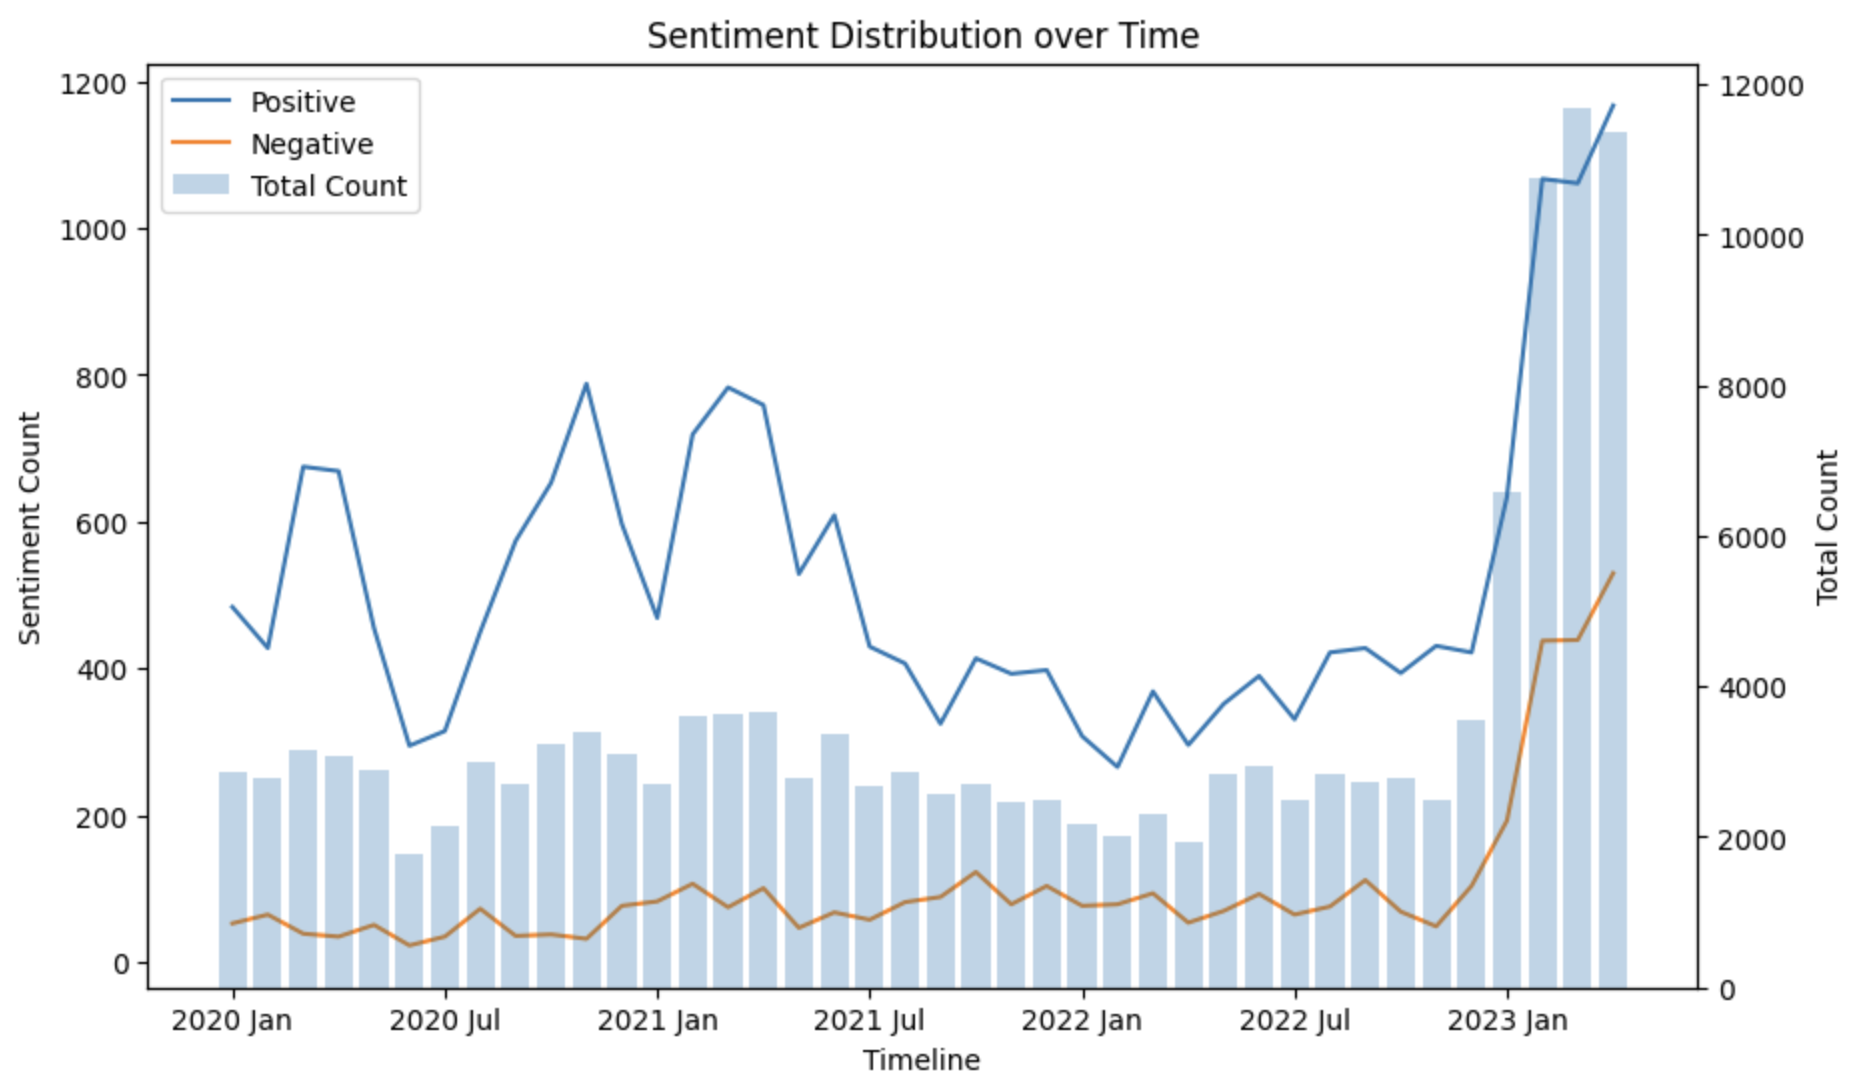 Sentiment Distribution over Time
Positive
Negative
Total Count
1200
1000
800
600
400
200
0
Sentiment Count
12000
10000
8000
6000
4000
2000
0
Total Count
2020 Jan 2020 Jul 2021 Jan 2021 Jul 2022 Jan 2022 Jul 2023 Jan
Timeline